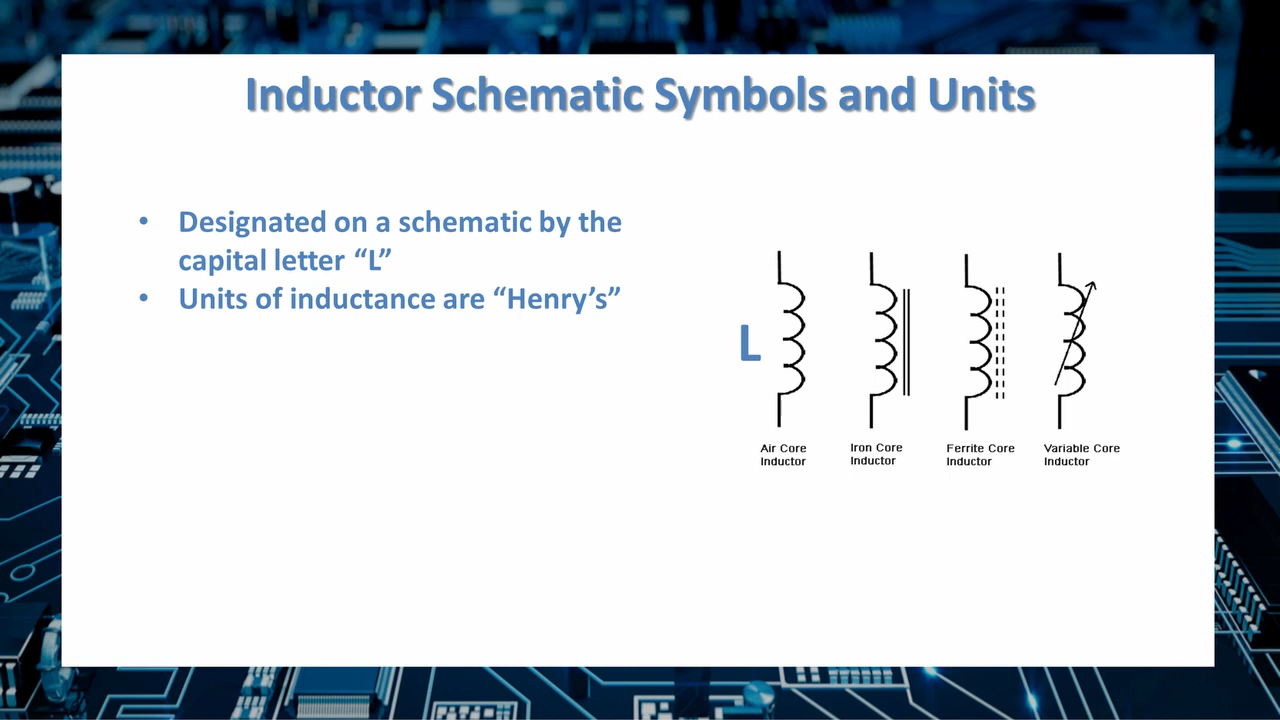 Inductor Schematic Symbols and Units
• Designated on a schematic by the
capital letter “L”
• Units of inductance are “Henry’s”
L
Air Core
Inductor
Iron Core
Inductor
Ferrite Core
Inductor
Variable Core
Inductor